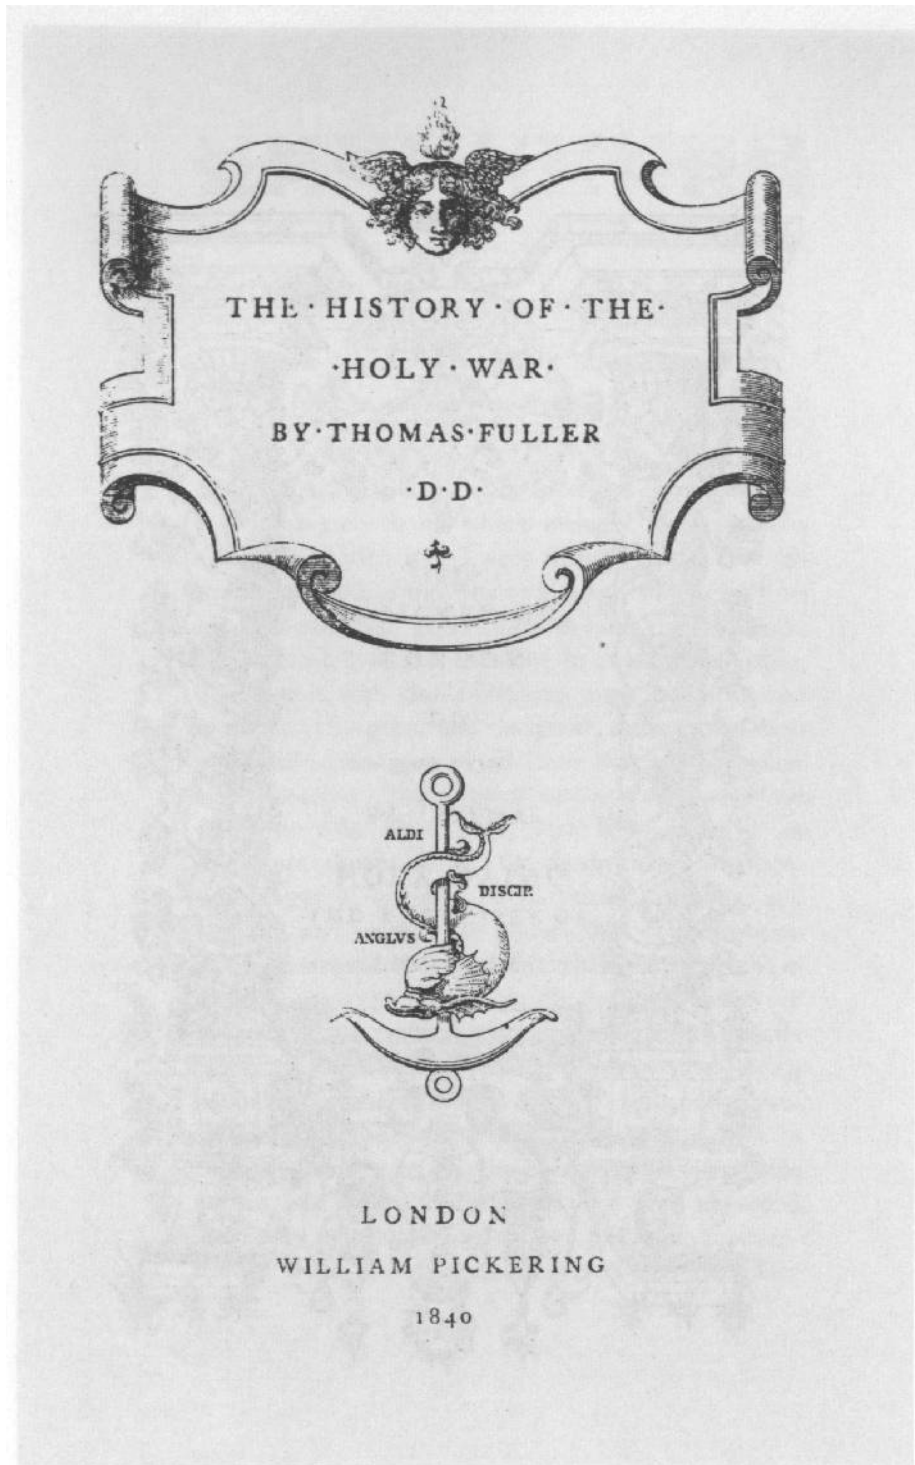 THE · HISTORY · OF · THE ·
· HOLY · WAR ·
BY · THOMAS · FULLER
· D · D ·
ALDI
DISCIP.
ANGLVS
LONDON
WILLIAM PICKERING
1840